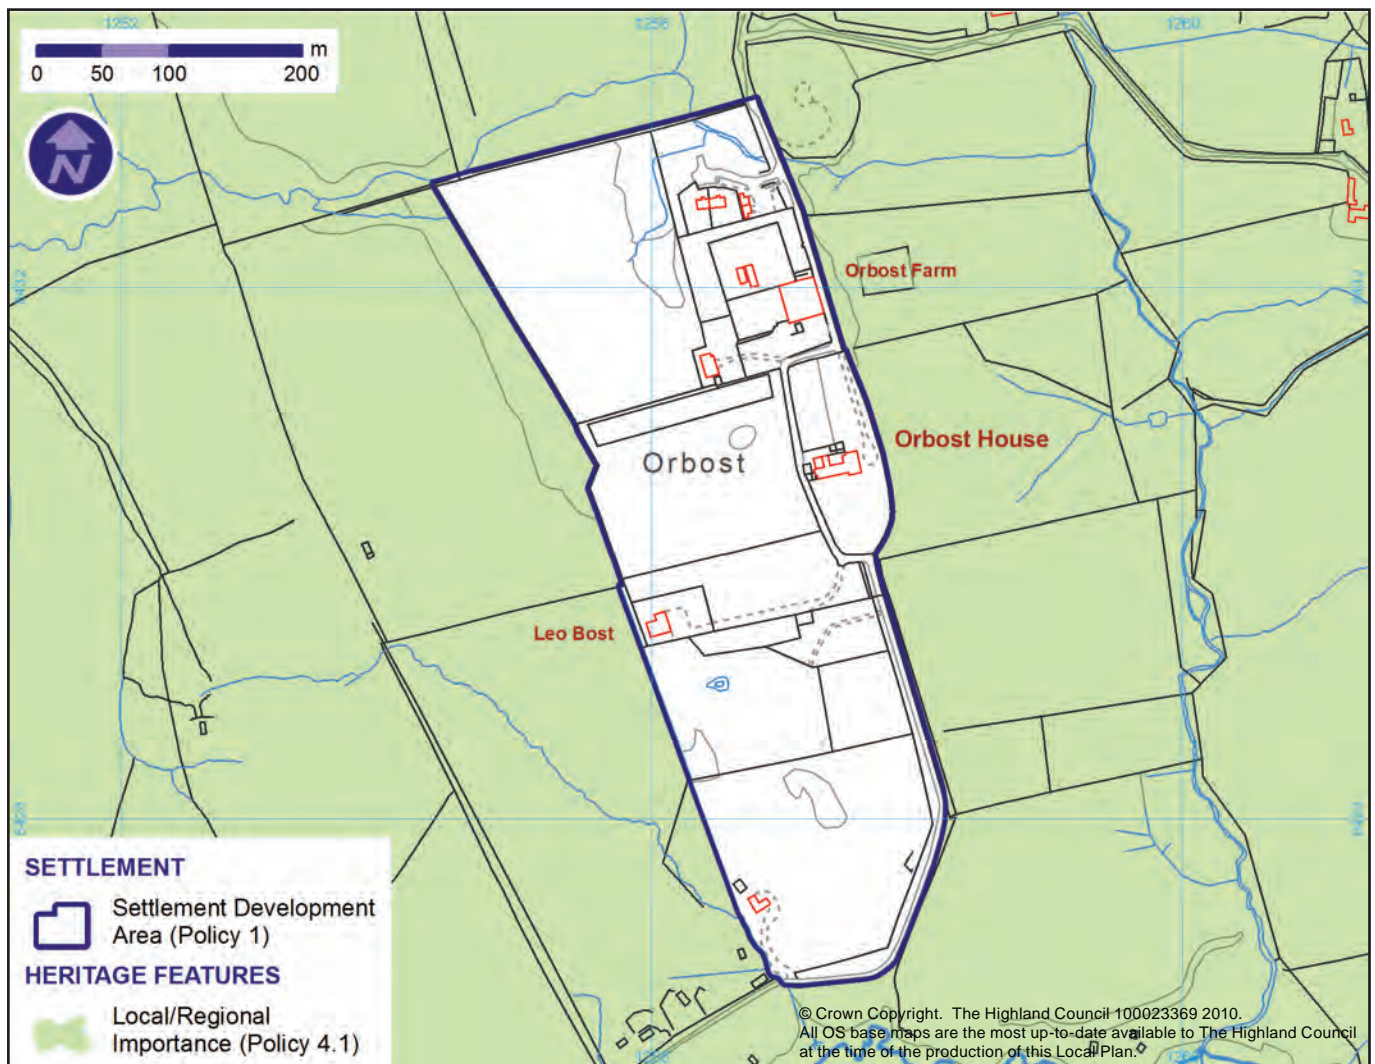 1252
1256
1260
m
0 50 100 200
N
Orbost Farm
Orbost House
Orbost
Leo Bost
SETTLEMENT
Settlement Development
Area (Policy 1)
HERITAGE FEATURES
Local/Regional
Importance (Policy 4.1)
© Crown Copyright. The Highland Council 100023369 2010.
All OS base maps are the most up-to-date available to The Highland Council
at the time of the production of this Local Plan.